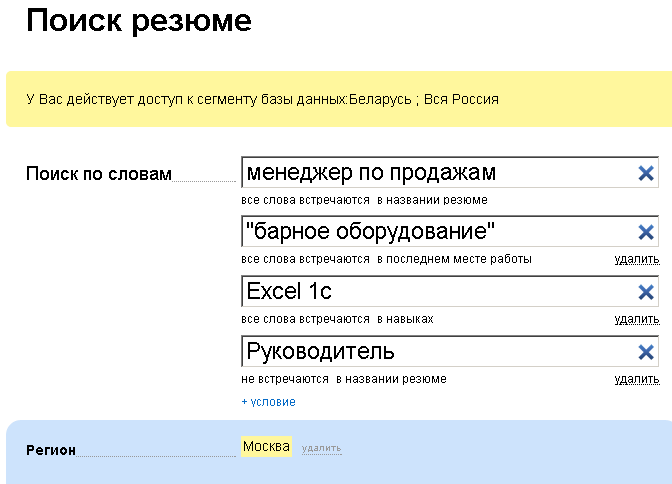 Поиск резюме
У Вас действует доступ к сегменту базы данных:Беларусь ; Вся Россия
Поиск по словам менеджер по продажам
все слова встречаются в названии резюме
"барное оборудование"
все слова встречаются в последнем месте работы удалить
Excel 1c
все слова встречаются в навыках удалить
Руководитель
не встречаются в названии резюме удалить
+ условие
Регион Москва удалить